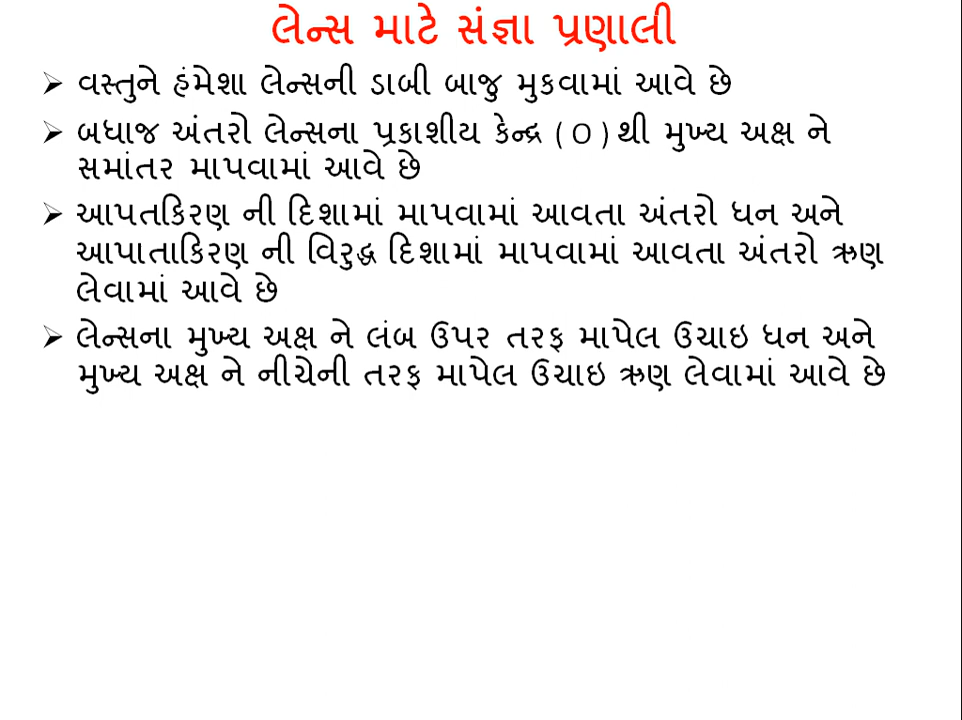 લેન્સ માટે સંજ્ઞા પ્રણાલી
➢ વસ્તુને હંમેશા લેન્સની ડાબી બાજુ મુકવામાં આવે છે
➢ બધાજ અંતરો લેન્સના પ્રકાશીય કેન્દ્ર ( O ) થી મુખ્ય અક્ષ ને
સમાંતર માપવામાં આવે છે
➢ આપતકિરણ ની દિશામાં માપવામાં આવતા અંતરો ધન અને
આપાતાકિરણ ની વિરુદ્ધ દિશામાં માપવામાં આવતા અંતરો ઋણ
લેવામાં આવે છે
➢ લેન્સના મુખ્ય અક્ષ ને લંબ ઉપર તરફ માપેલ ઉચાઇ ધન અને
મુખ્ય અક્ષ ને નીચેની તરફ માપેલ ઉચાઇ ઋણ લેવામાં આવે છે